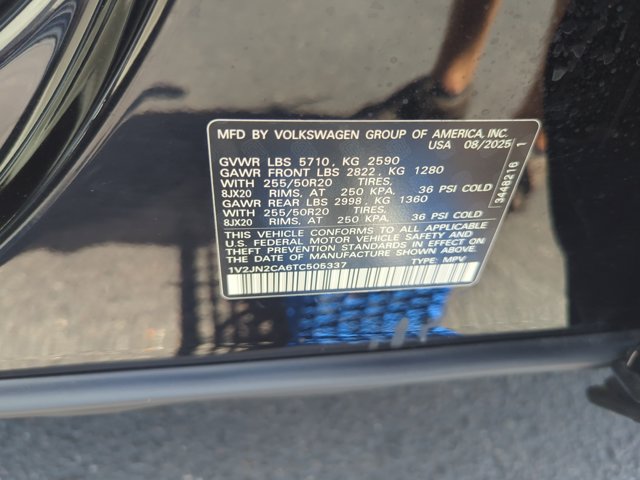 MFD BY VOLKSWAGEN GROUP OF AMERICA, INC.
USA 08/2025
GVWR LBS 5710, KG 2590
GAWR FRONT LBS 2822, KG 1280
WITH 255/50R20 TIRES,
8JX20 RIMS, AT 250 KPA, 36 PSI COLD
GAWR REAR LBS 2998, KG 1360
WITH 255/50R20 TIRES,
8JX20 RIMS, AT 250 KPA, 36 PSI COLD
THIS VEHICLE CONFORMS TO ALL APPLICABLE
U.S. FEDERAL MOTOR VEHICLE SAFETY AND
THEFT PREVENTION STANDARDS IN EFFECT ON
THE DATE OF MANUFACTURE SHOWN ABOVE.
1V2JN2CA6TC505337 TYPE: MPV
3448216 1